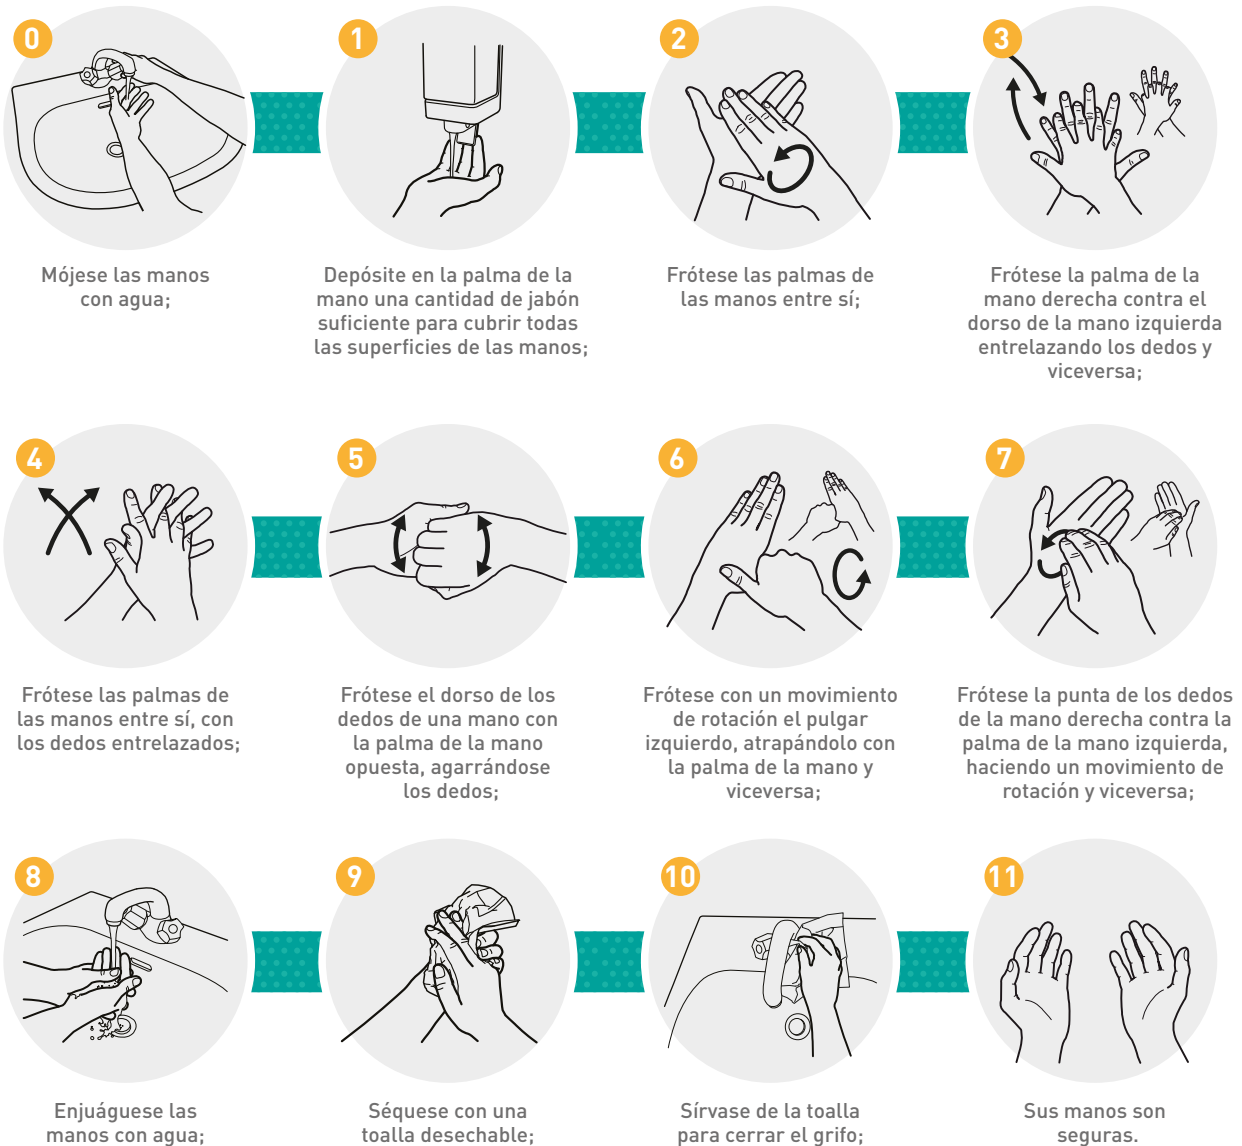 0
Mójese las manos
con agua;
1
Depósite en la palma de la
mano una cantidad de jabón
suficiente para cubrir todas
las superficies de las manos;
2
Frótese las palmas de
las manos entre sí;
3
Frótese la palma de la
mano derecha contra el
dorso de la mano izquierda
entrelazando los dedos y
viceversa;
4
Frótese las palmas de
las manos entre sí, con
los dedos entrelazados;
5
Frótese el dorso de los
dedos de una mano con
la palma de la mano
opuesta, agarrándose
los dedos;
6
Frótese con un movimiento
de rotación el pulgar
izquierdo, atrapándolo con
la palma de la mano y
viceversa;
7
Frótese la punta de los dedos
de la mano derecha contra la
palma de la mano izquierda,
haciendo un movimiento de
rotación y viceversa;
8
Enjuáguese las
manos con agua;
9
Séquese con una
toalla desechable;
10
Sírvase de la toalla
para cerrar el grifo;
11
Sus manos son
seguras.